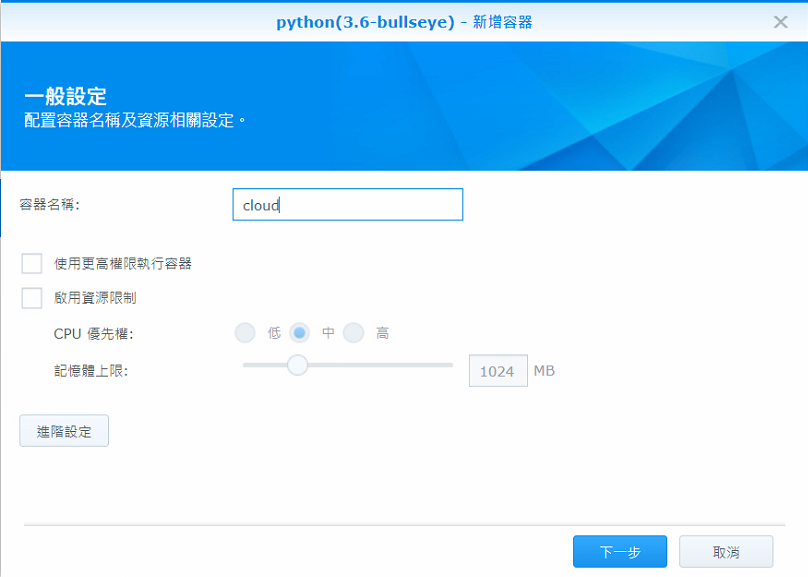 python(3.6-bullseye) - 新增容器
一般設定
配置容器名稱及資源相關設定。
容器名稱: cloud
使用更高權限執行容器
啟用資源限制
CPU 優先權: 低 中 高
記憶體上限: 1024 MB
進階設定
下一步 取消